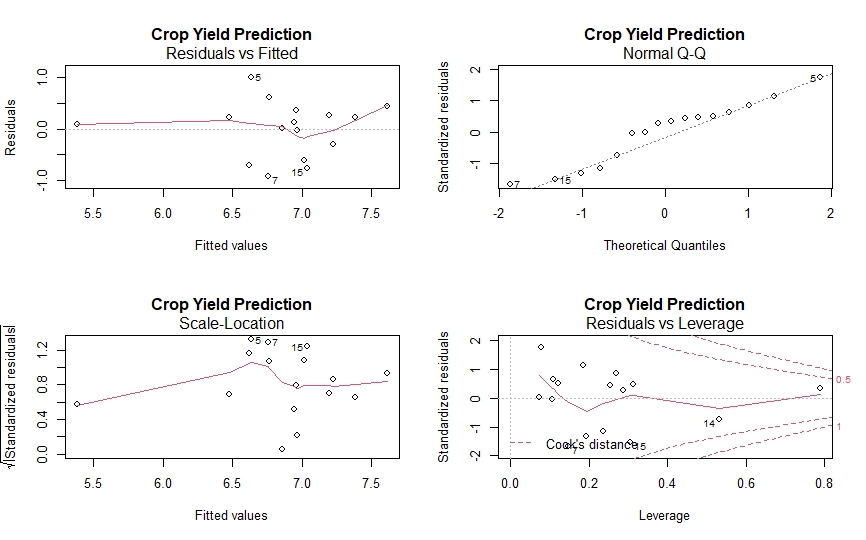 Crop Yield Prediction
Residuals vs Fitted
Residuals
1.0
0.0
-1.0
5
7
15
5.5 6.0 6.5 7.0 7.5
Fitted values
Crop Yield Prediction
Normal Q-Q
Standardized residuals
2
1
0
-1
5
7
15
-2 -1 0 1 2
Theoretical Quantiles
Crop Yield Prediction
Scale-Location
√|Standardized residuals|
1.2
0.8
0.4
0.0
5
7
15
5.5 6.0 6.5 7.0 7.5
Fitted values
Crop Yield Prediction
Residuals vs Leverage
Standardized residuals
2
1
0
-1
-2
0.5
1
14
Cook's distance
7
15
0.0 0.2 0.4 0.6 0.8
Leverage